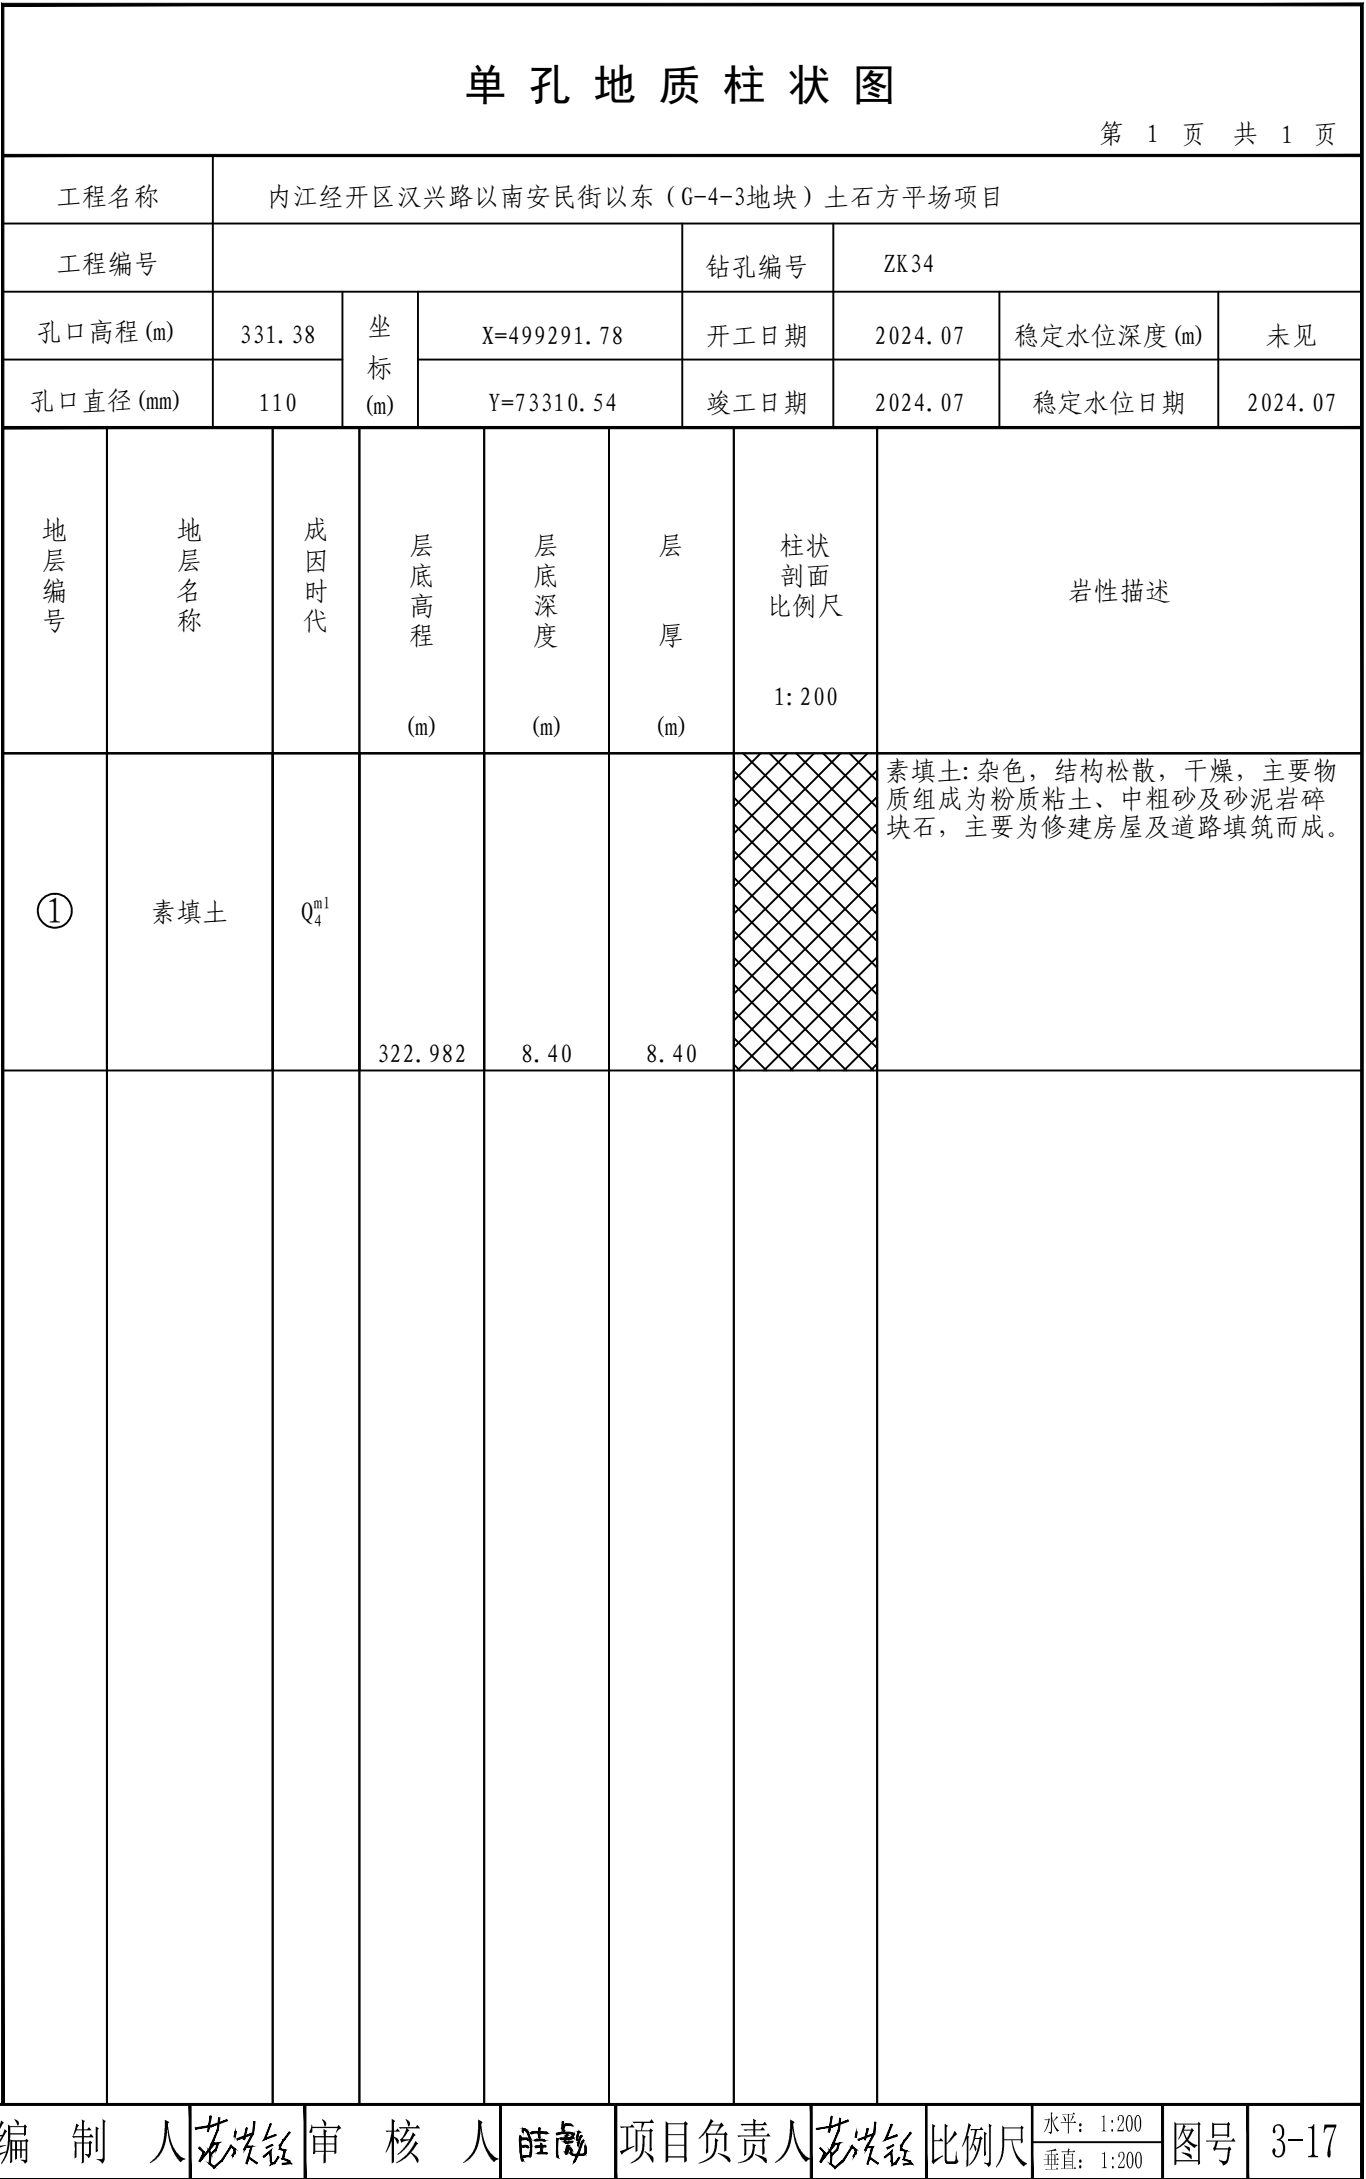 单孔地质柱状图
第 1 页 共 1 页
工程名称 内江经开区汉兴路以南安民街以东（G-4-3地块）土石方平场项目
工程编号 钻孔编号 ZK34
孔口高程(m) 331.38 坐标(m) X=499291.78 开工日期 2024.07 稳定水位深度(m) 未见
孔口直径(mm) 110 Y=73310.54 竣工日期 2024.07 稳定水位日期 2024.07
地层编号 地层名称 成因时代 层底高程(m) 层底深度(m) 层厚(m) 柱状剖面比例尺 1:200 岩性描述
素填土:杂色，结构松散，干燥，主要物
质组成为粉质粘土、中粗砂及砂泥岩碎
块石，主要为修建房屋及道路填筑而成。
① 素填土 Q₄ᵐˡ 322.982 8.40 8.40
编制人 审核人 项目负责人 比例尺 水平: 1:200 垂直: 1:200 图号 3-17